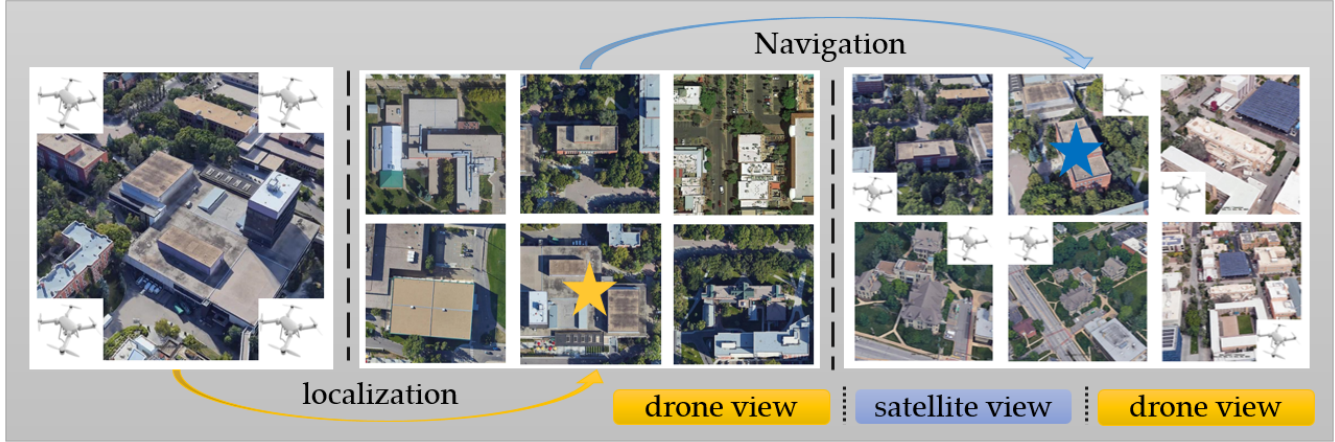 Navigation
localization
drone view
satellite view
drone view